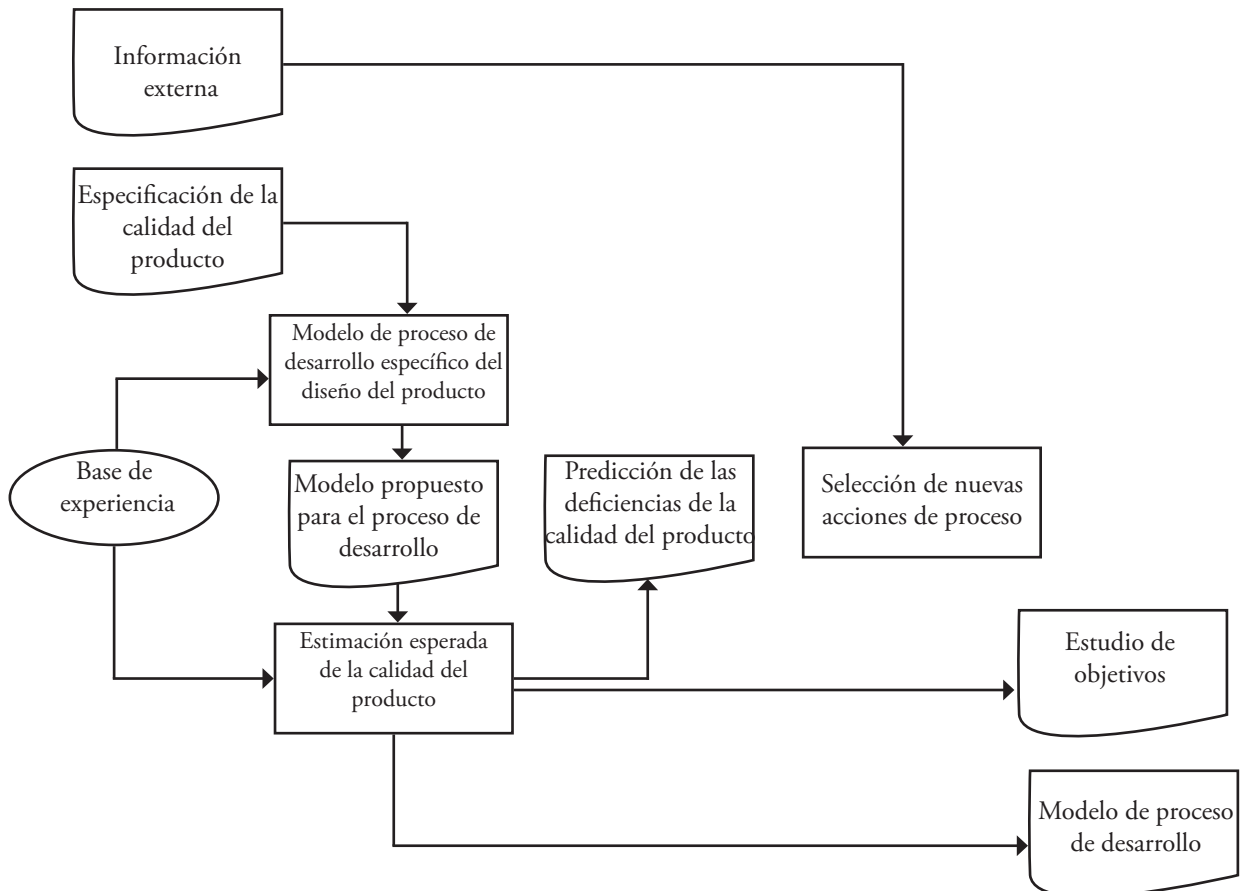 Información
externa
Especificación de la
calidad del
producto
Modelo de proceso de
desarrollo específico del
diseño del producto
Base de
experiencia
Modelo propuesto
para el proceso de
desarrollo
Predicción de las
deficiencias de la
calidad del producto
Selección de nuevas
acciones de proceso
Estimación esperada
de la calidad del
producto
Estudio de
objetivos
Modelo de proceso
de desarrollo